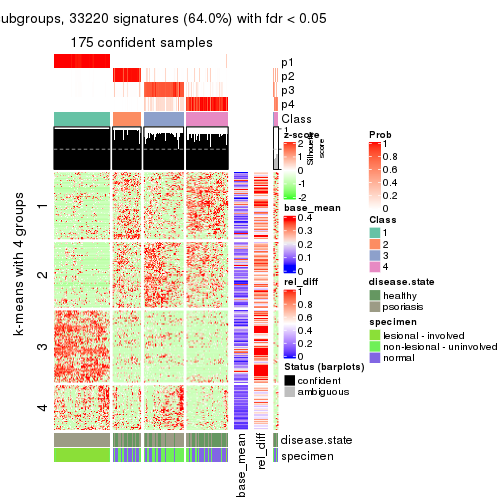 ubgroups, 33220 signatures (64.0%) with fdr < 0.05
175 confident samples
p1
p2
p3
p4
Class
Silhouette
score
1
k-means with 4 groups
1
2
3
4
base_mean
rel_diff
disease.state
specimen
z-score
2
1
0
-1
-2
base_mean
0.4
0.3
0.2
0.1
0
rel_diff
1
0.8
0.6
0.4
0.2
0
Status (barplots)
confident
ambiguous
Prob
1
0.8
0.6
0.4
0.2
0
Class
1
2
3
4
disease.state
healthy
psoriasis
specimen
lesional - involved
non-lesional - uninvolved
normal